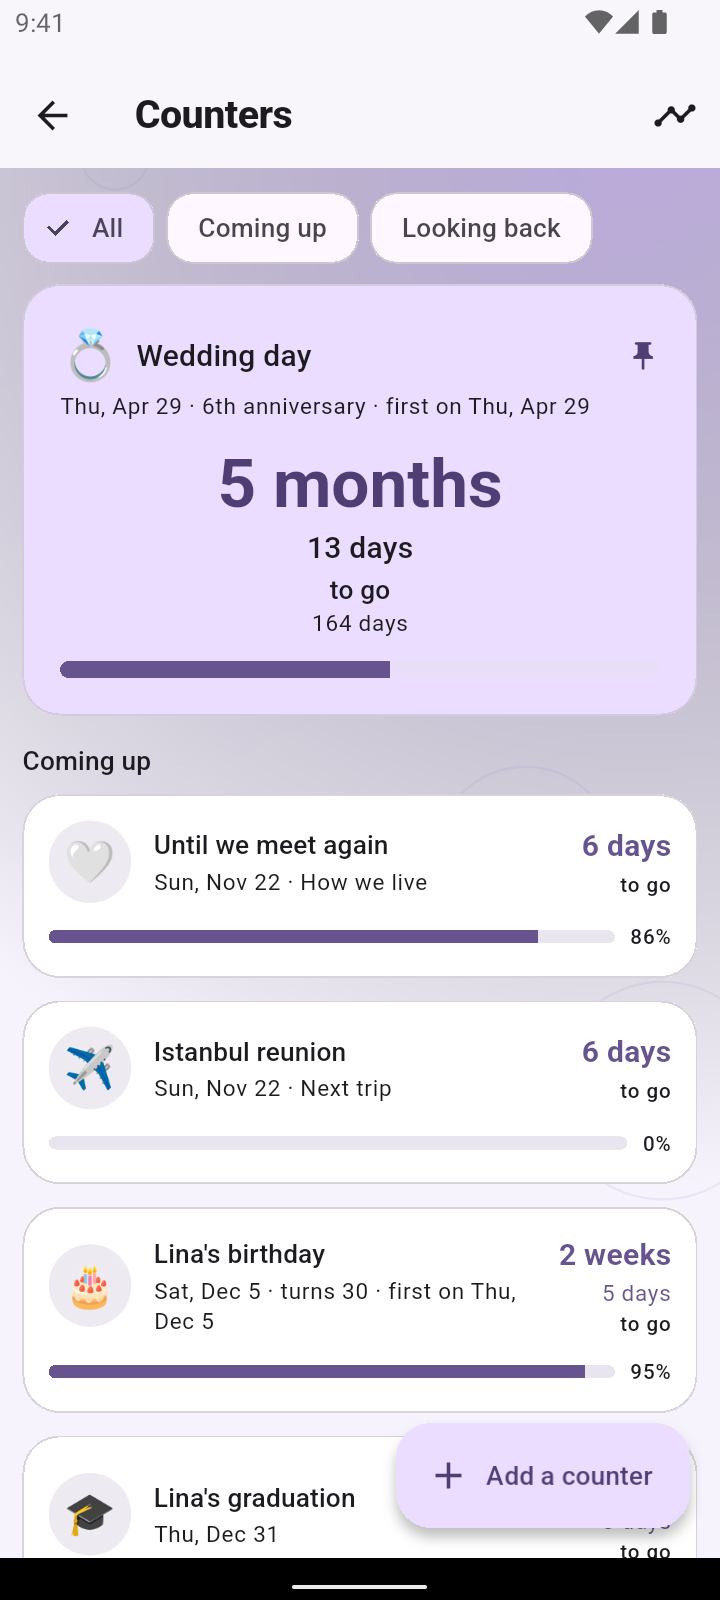 9:41
Counters
All
Coming up
Looking back
Wedding day
Thu, Apr 29 · 6th anniversary · first on Thu, Apr 29
5 months
13 days
to go
164 days
Coming up
Until we meet again
6 days
Sun, Nov 22 · How we live
to go
86%
Istanbul reunion
6 days
Sun, Nov 22 · Next trip
to go
0%
Lina's birthday
2 weeks
Sat, Dec 5 · turns 30 · first on Thu,
Dec 5
5 days
to go
95%
Add a counter
Lina's graduation
Thu, Dec 31
days
to go